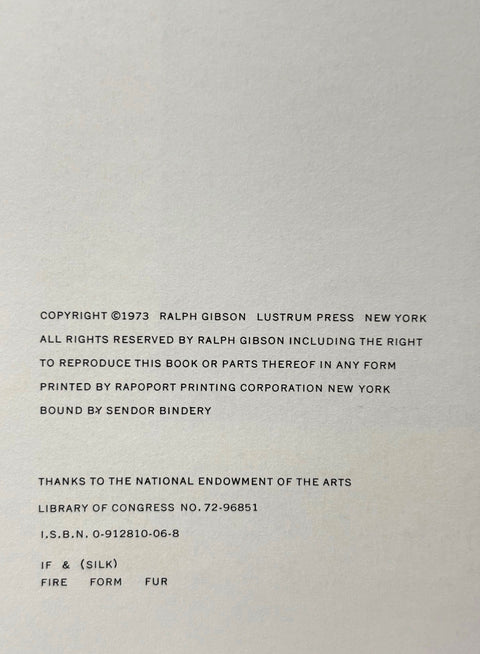 COPYRIGHT ©1973 RALPH GIBSON LUSTRUM PRESS NEW YORK
ALL RIGHTS RESERVED BY RALPH GIBSON INCLUDING THE RIGHT
TO REPRODUCE THIS BOOK OR PARTS THEREOF IN ANY FORM
PRINTED BY RAPOPORT PRINTING CORPORATION NEW YORK
BOUND BY SENDOR BINDERY
THANKS TO THE NATIONAL ENDOWMENT OF THE ARTS
LIBRARY OF CONGRESS NO. 72-96851
I.S.B.N. 0-912810-06-8
IF & (SILK)
FIRE FORM FUR